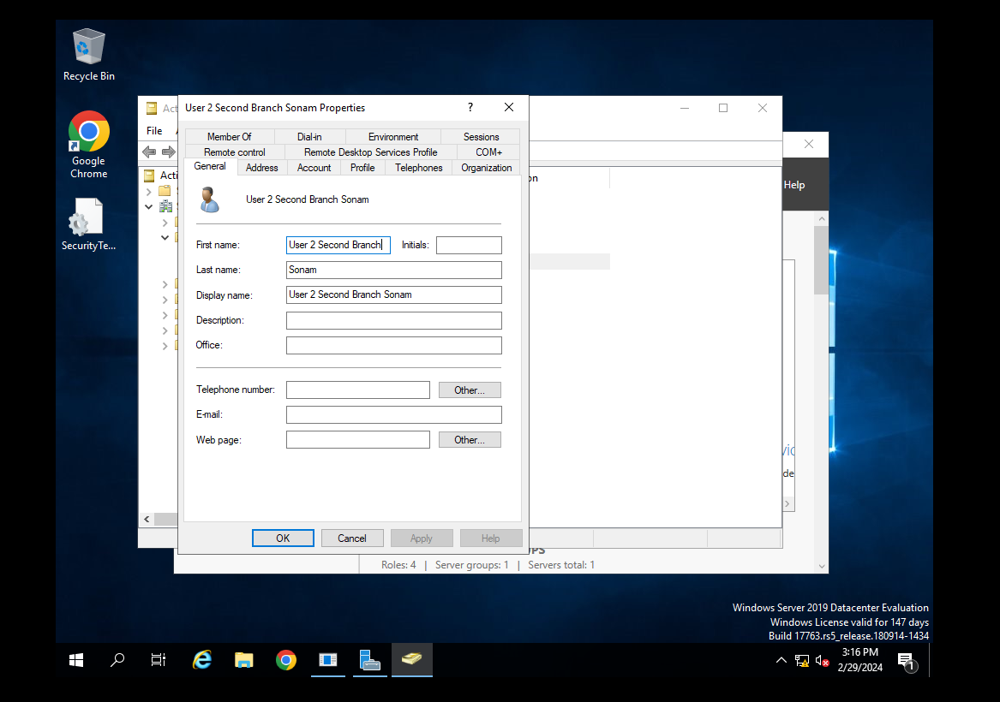 Recycle Bin
Google
Chrome
SecurityTe...
Acti
User 2 Second Branch Sonam Properties
?
File
Member Of
Dial-in
Environment
Sessions
Remote control
Remote Desktop Services Profile
COM+
General
Address
Account
Profile
Telephones
Organization
Acti
on
Help
User 2 Second Branch Sonam
First name:
User 2 Second Branch
Initials:
Last name:
Sonam
Display name:
User 2 Second Branch Sonam
Description:
Office:
Telephone number:
Other...
E-mail:
Web page:
Other...
OK
Cancel
Apply
Help
Roles: 4 | Server groups: 1 | Servers total: 1
Windows Server 2019 Datacenter Evaluation
Windows License valid for 147 days
Build 17763.rs5_release.180914-1434
3:16 PM
2/29/2024
1